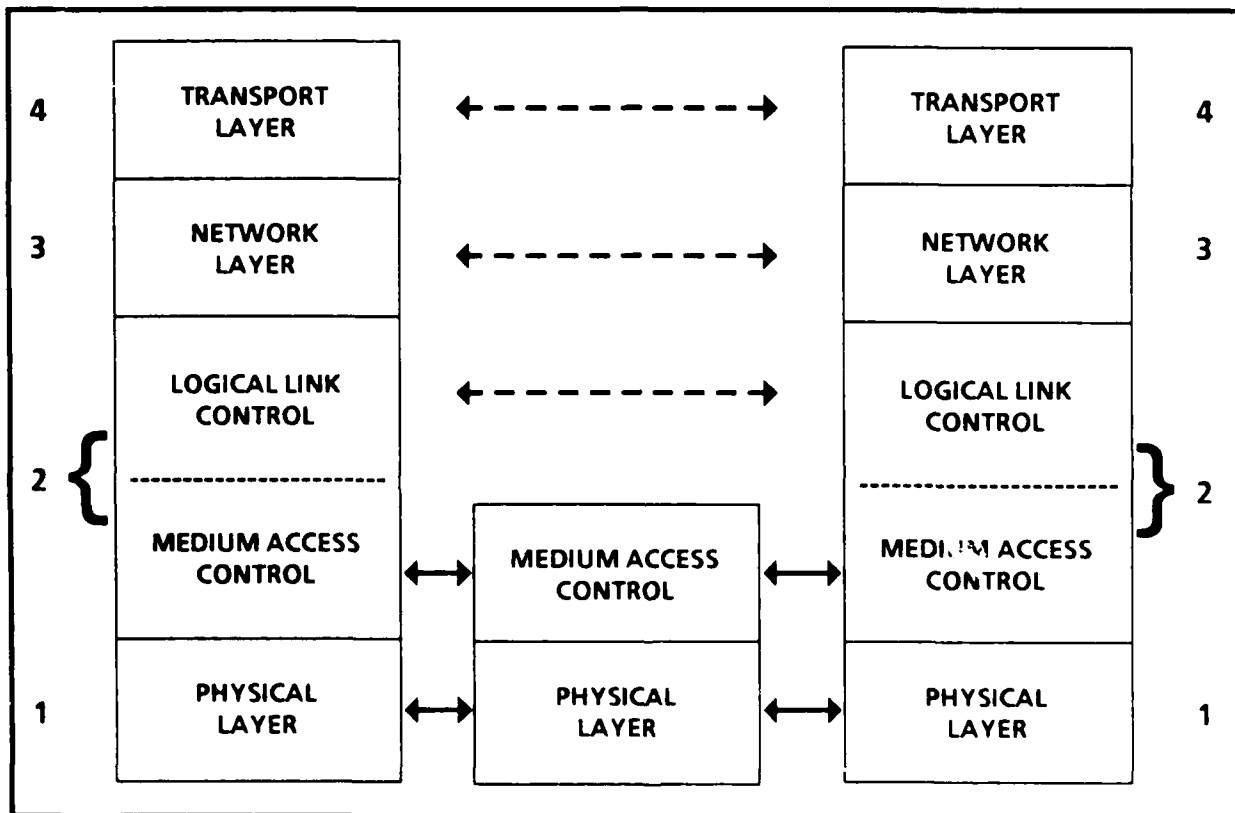 4
TRANSPORT
LAYER
TRANSPORT
LAYER
4
3
NETWORK
LAYER
NETWORK
LAYER
3
LOGICAL LINK
CONTROL
LOGICAL LINK
CONTROL
2
2
MEDIUM ACCESS
CONTROL
MEDIUM ACCESS
CONTROL
MEDIUM ACCESS
CONTROL
1
PHYSICAL
LAYER
PHYSICAL
LAYER
PHYSICAL
LAYER
1